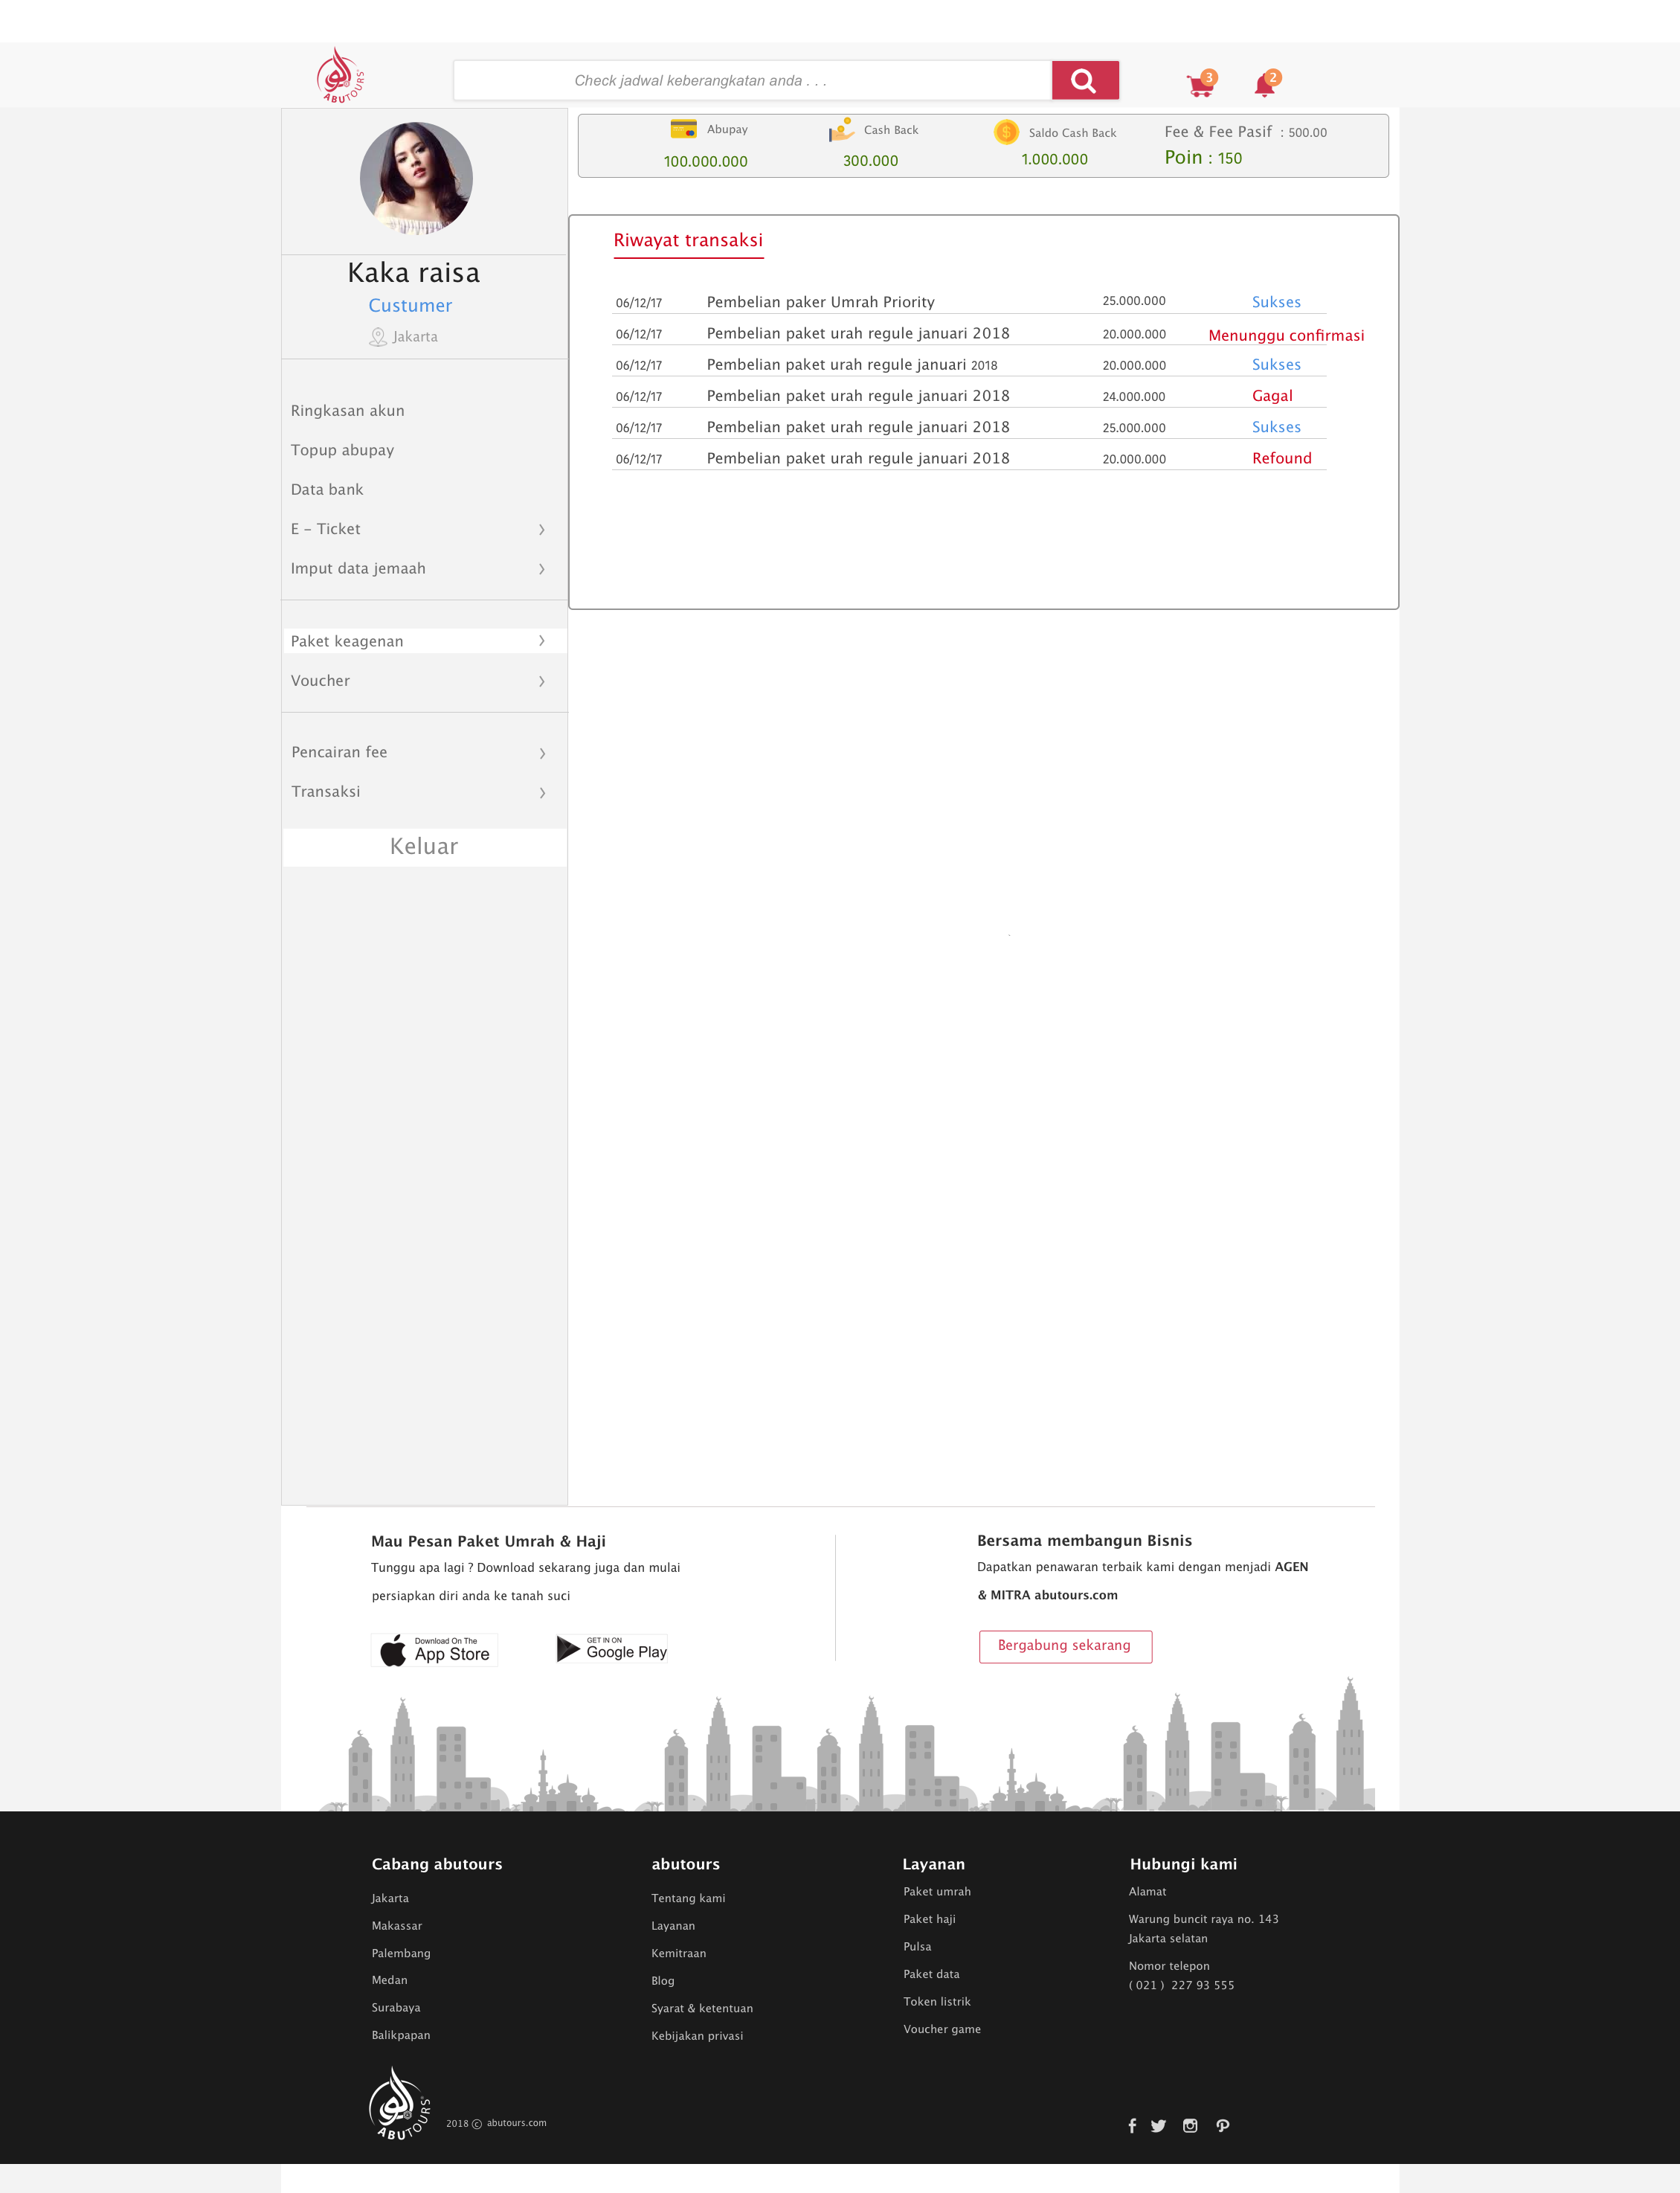 ABUTOURS
Check jadwal keberangkatan anda . . .
3
2
Abupay
100.000.000
Cash Back
300.000
Saldo Cash Back
1.000.000
Fee & Fee Pasif : 500.00
Poin : 150
Kaka raisa
Custumer
Jakarta
Ringkasan akun
Topup abupay
Data bank
E - Ticket
Imput data jemaah
Paket keagenan
Voucher
Pencairan fee
Transaksi
Keluar
Riwayat transaksi
06/12/17 Pembelian paker Umrah Priority 25.000.000 Sukses
06/12/17 Pembelian paket urah regule januari 2018 20.000.000 Menunggu confirmasi
06/12/17 Pembelian paket urah regule januari 2018 20.000.000 Sukses
06/12/17 Pembelian paket urah regule januari 2018 24.000.000 Gagal
06/12/17 Pembelian paket urah regule januari 2018 25.000.000 Sukses
06/12/17 Pembelian paket urah regule januari 2018 20.000.000 Refound
Mau Pesan Paket Umrah & Haji
Tunggu apa lagi ? Download sekarang juga dan mulai
persiapkan diri anda ke tanah suci
Download On The
App Store
GET IN ON
Google Play
Bersama membangun Bisnis
Dapatkan penawaran terbaik kami dengan menjadi AGEN
& MITRA abutours.com
Bergabung sekarang
Cabang abutours
Jakarta
Makassar
Palembang
Medan
Surabaya
Balikpapan
abutours
Tentang kami
Layanan
Kemitraan
Blog
Syarat & ketentuan
Kebijakan privasi
Layanan
Paket umrah
Paket haji
Pulsa
Paket data
Token listrik
Voucher game
Hubungi kami
Alamat
Warung buncit raya no. 143
Jakarta selatan
Nomor telepon
( 021 ) 227 93 555
ABUTOURS
2018 © abutours.com